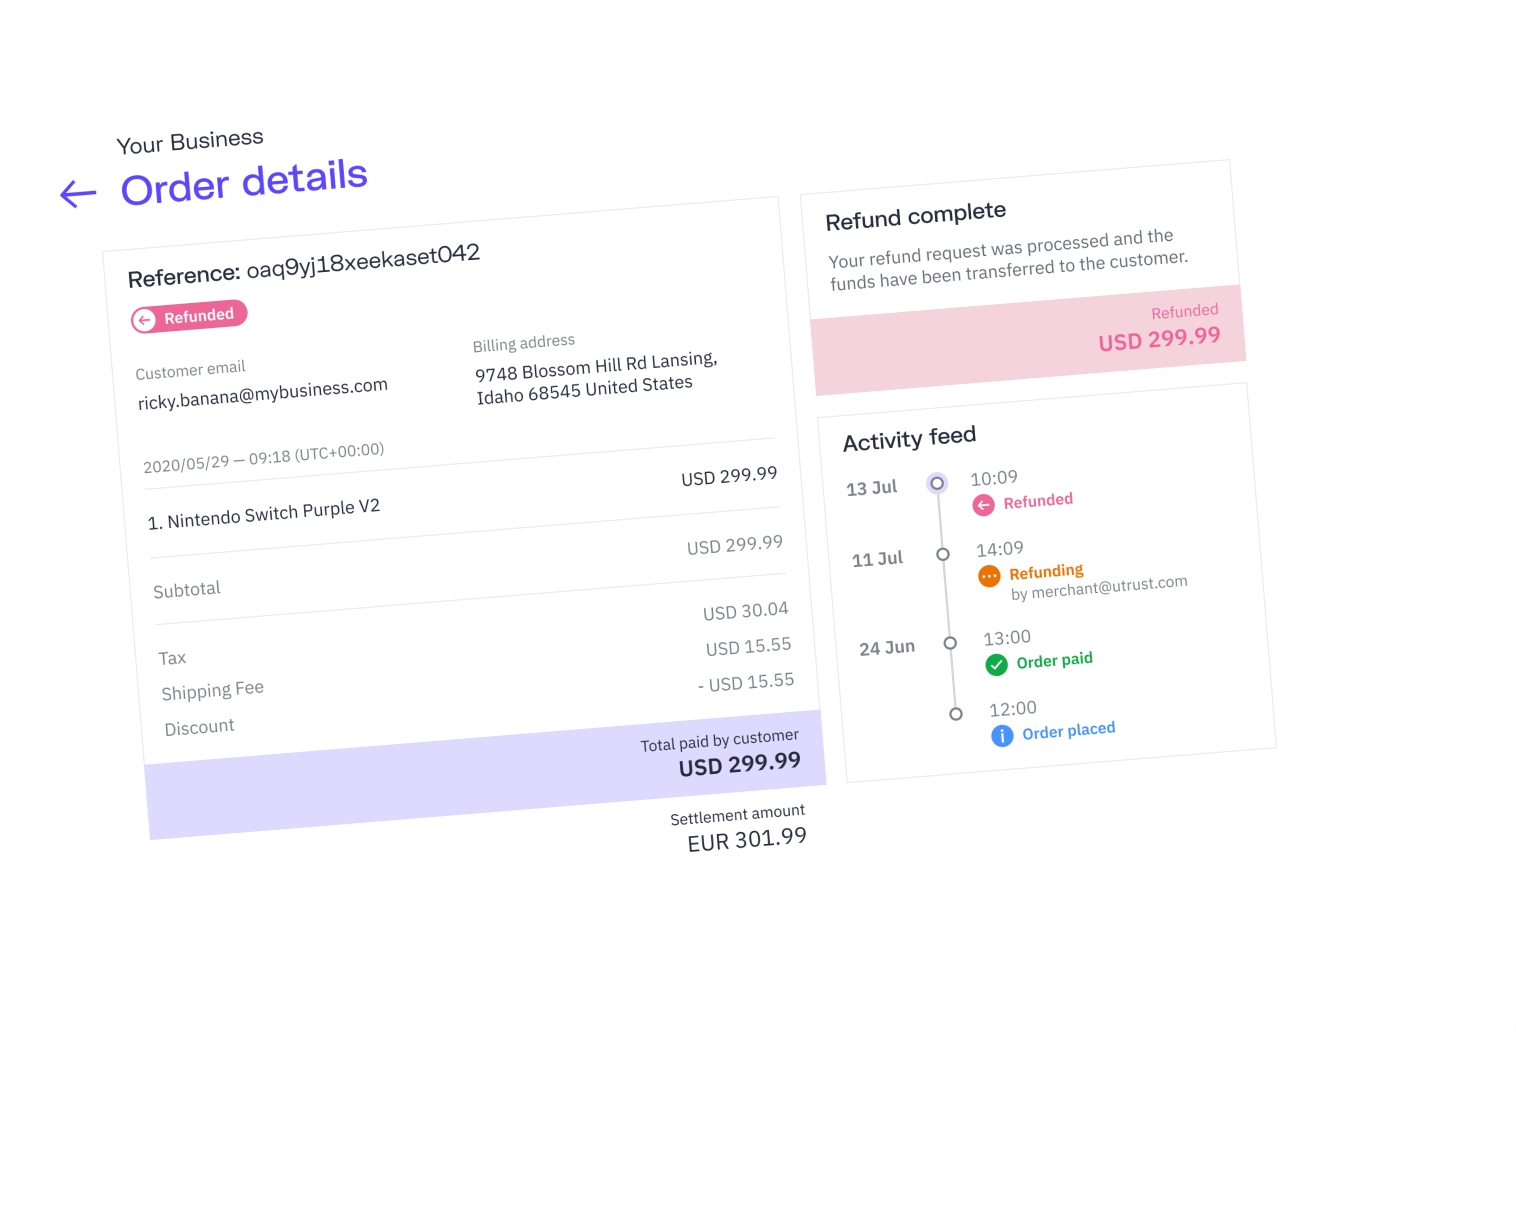 Your Business
Order details
Reference: oaq9yj18xeekaset042
Refunded
Customer email
ricky.banana@mybusiness.com
Billing address
9748 Blossom Hill Rd Lansing,
Idaho 68545 United States
2020/05/29 — 09:18 (UTC+00:00)
1. Nintendo Switch Purple V2 USD 299.99
Subtotal USD 299.99
Tax USD 30.04
Shipping Fee USD 15.55
Discount - USD 15.55
Total paid by customer
USD 299.99
Settlement amount
EUR 301.99
Refund complete
Your refund request was processed and the
funds have been transferred to the customer.
Refunded
USD 299.99
Activity feed
13 Jul 10:09
Refunded
11 Jul 14:09
Refunding
by merchant@utrust.com
24 Jun 13:00
Order paid
12:00
Order placed